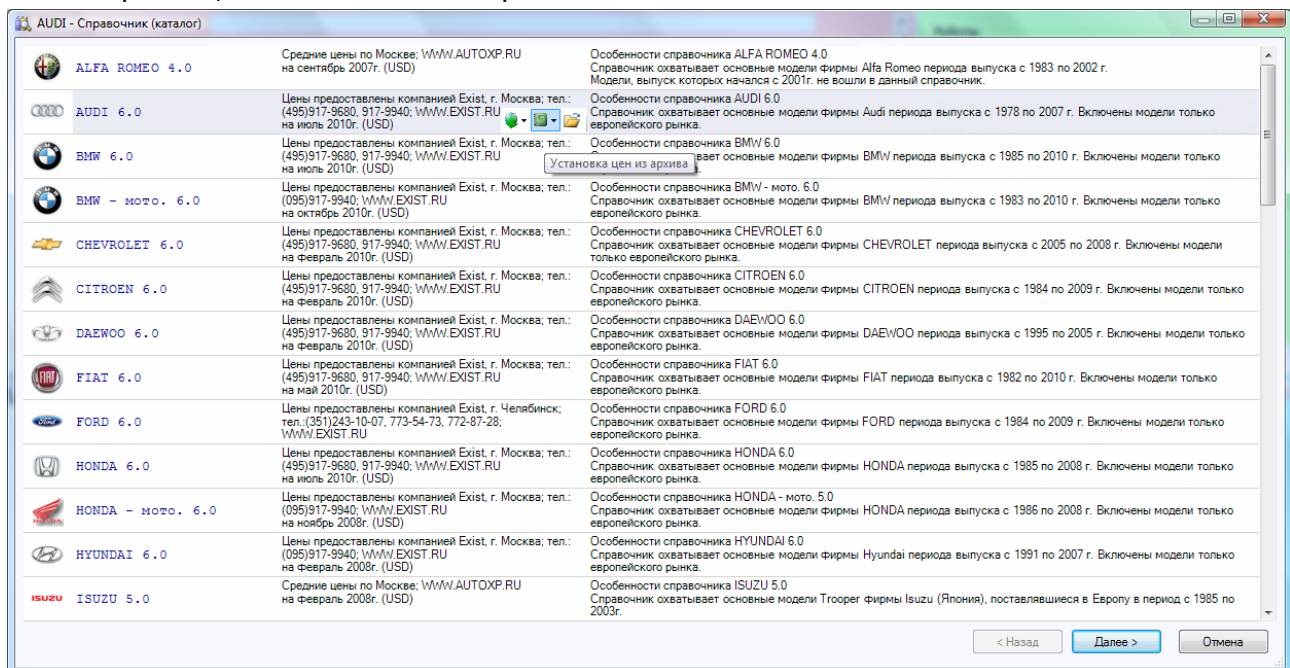 AUDI - Справочник (каталог)
ALFA ROMEO 4.0
Средние цены по Москве; WWW.AUTOXP.RU
на сентябрь 2007г. (USD)
Особенности справочника ALFA ROMEO 4.0
Справочник охватывает основные модели фирмы Alfa Romeo периода выпуска с 1983 по 2002 г.
Модели, выпуск которых начался с 2001г. не вошли в данный справочник.
AUDI 6.0
Цены предоставлены компанией Exist, г. Москва; тел.:
(495)917-9680, 917-9940; WWW.EXIST.RU
на июль 2010г. (USD)
Особенности справочника AUDI 6.0
Справочник охватывает основные модели фирмы Audi периода выпуска с 1978 по 2007 г. Включены модели только
европейского рынка.
BMW 6.0
Цены предоставлены компанией Exist, г. Москва; тел.:
(495)917-9680, 917-9940; WWW.EXIST.RU
на июль 2010г. (USD)
Установка цен из архива
Особенности справочника BMW 6.0
вает основные модели фирмы BMW периода выпуска с 1985 по 2010 г. Включены модели только
BMW - мото. 6.0
Цены предоставлены компанией Exist, г. Москва; тел.:
(095)917-9940; WWW.EXIST.RU
на октябрь 2010г. (USD)
Особенности справочника BMW - мото. 6.0
Справочник охватывает основные модели фирмы BMW периода выпуска с 1983 по 2010 г. Включены модели только
европейского рынка.
CHEVROLET 6.0
Цены предоставлены компанией Exist, г. Москва; тел.:
(495)917-9680, 917-9940; WWW.EXIST.RU
на февраль 2010г. (USD)
Особенности справочника CHEVROLET 6.0
Справочник охватывает основные модели фирмы CHEVROLET периода выпуска с 2005 по 2008 г. Включены модели
только европейского рынка.
CITROEN 6.0
Цены предоставлены компанией Exist, г. Москва; тел.:
(495)917-9680, 917-9940; WWW.EXIST.RU
на февраль 2010г. (USD)
Особенности справочника CITROEN 6.0
Справочник охватывает основные модели фирмы CITROEN периода выпуска с 1984 по 2009 г. Включены модели только
европейского рынка.
DAEWOO 6.0
Цены предоставлены компанией Exist, г. Москва; тел.:
(495)917-9680, 917-9940; WWW.EXIST.RU
на февраль 2010г. (USD)
Особенности справочника DAEWOO 6.0
Справочник охватывает основные модели фирмы DAEWOO периода выпуска с 1995 по 2005 г. Включены модели только
европейского рынка.
FIAT
FIAT 6.0
Цены предоставлены компанией Exist, г. Москва; тел.:
(495)917-9680, 917-9940; WWW.EXIST.RU
на май 2010г. (USD)
Особенности справочника FIAT 6.0
Справочник охватывает основные модели фирмы FIAT периода выпуска с 1982 по 2010 г. Включены модели только
европейского рынка.
Ford
FORD 6.0
Цены предоставлены компанией Exist, г. Челябинск;
тел.:(351)243-10-07, 773-54-73, 772-87-28;
WWW.EXIST.RU
Особенности справочника FORD 6.0
Справочник охватывает основные модели фирмы FORD периода выпуска с 1984 по 2009 г. Включены модели только
европейского рынка.
HONDA 6.0
Цены предоставлены компанией Exist, г. Москва; тел.:
(495)917-9680, 917-9940; WWW.EXIST.RU
на июль 2010г. (USD)
Особенности справочника HONDA 6.0
Справочник охватывает основные модели фирмы HONDA периода выпуска с 1985 по 2008 г. Включены модели только
европейского рынка.
HONDA
HONDA - мото. 6.0
Цены предоставлены компанией Exist, г. Москва; тел.:
(095)917-9940; WWW.EXIST.RU
на ноябрь 2008г. (USD)
Особенности справочника HONDA - мото. 5.0
Справочник охватывает основные модели фирмы HONDA периода выпуска с 1986 по 2008 г. Включены модели только
европейского рынка.
HYUNDAI 6.0
Цены предоставлены компанией Exist, г. Москва; тел.:
(095)917-9940; WWW.EXIST.RU
на февраль 2008г. (USD)
Особенности справочника HYUNDAI 6.0
Справочник охватывает основные модели фирмы Hyundai периода выпуска с 1991 по 2007 г. Включены модели только
европейского рынка.
ISUZU
ISUZU 5.0
Средние цены по Москве; WWW.AUTOXP.RU
на февраль 2008г. (USD)
Особенности справочника ISUZU 5.0
Справочник охватывает основные модели Trooper фирмы Isuzu (Япония), поставлявшиеся в Европу в период с 1985 по
2003г.
< Назад
Далее >
Отмена